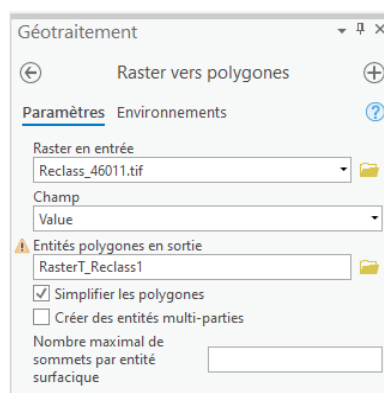 Géotraitement
Raster vers polygones
Paramètres Environnements
Raster en entrée
Reclass_46011.tif
Champ
Value
Entités polygones en sortie
RasterT_Reclass1
Simplifier les polygones
Créer des entités multi-parties
Nombre maximal de
sommets par entité
surfacique